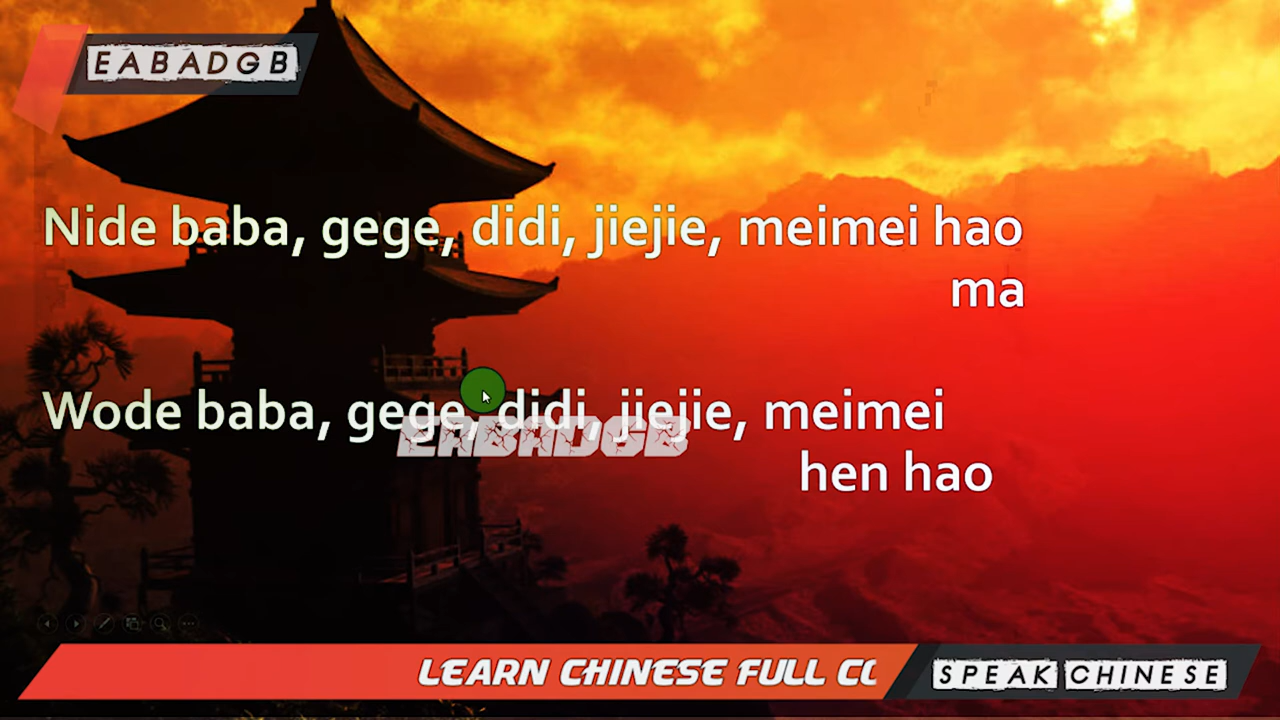 EABADGB
Nide baba, gege, didi, jiejie, meimei hao
ma
Wode baba, gege, didi, jiejie, meimei
EABADGB
hen hao
LEARN CHINESE FULL CO
SPEAK CHINESE